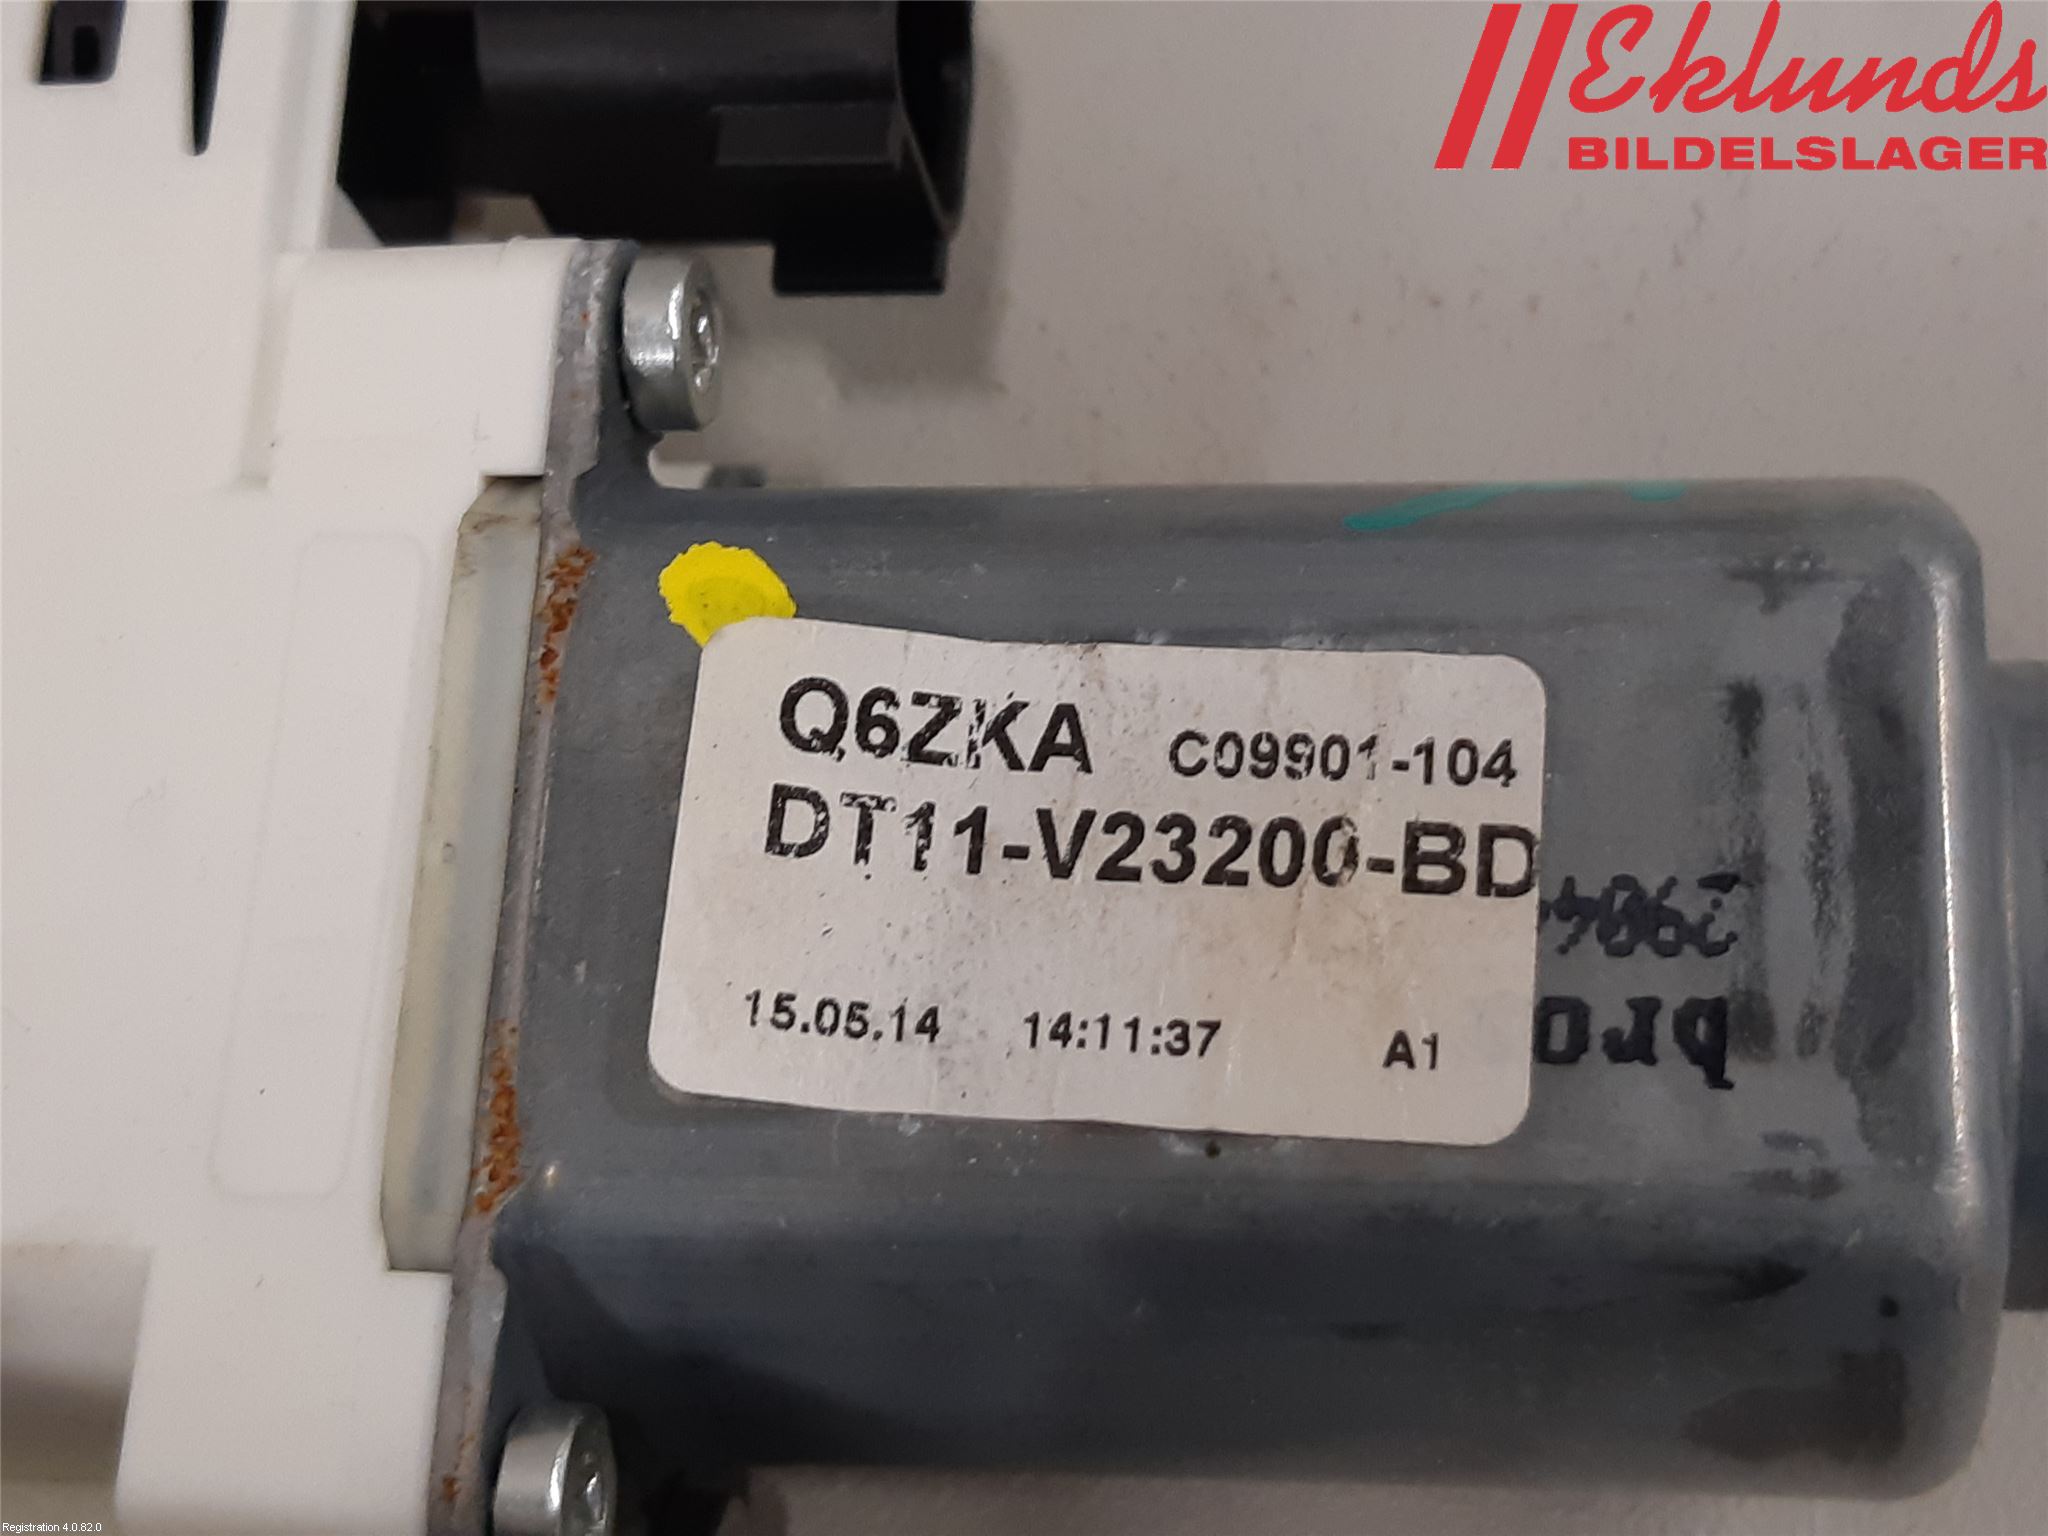 Eklunds
BILDELSLAGER
Q6ZKA C09901-104
DT11-V23200-BD
15.05.14 14:11:37 A1
Registration 4.0.82.0